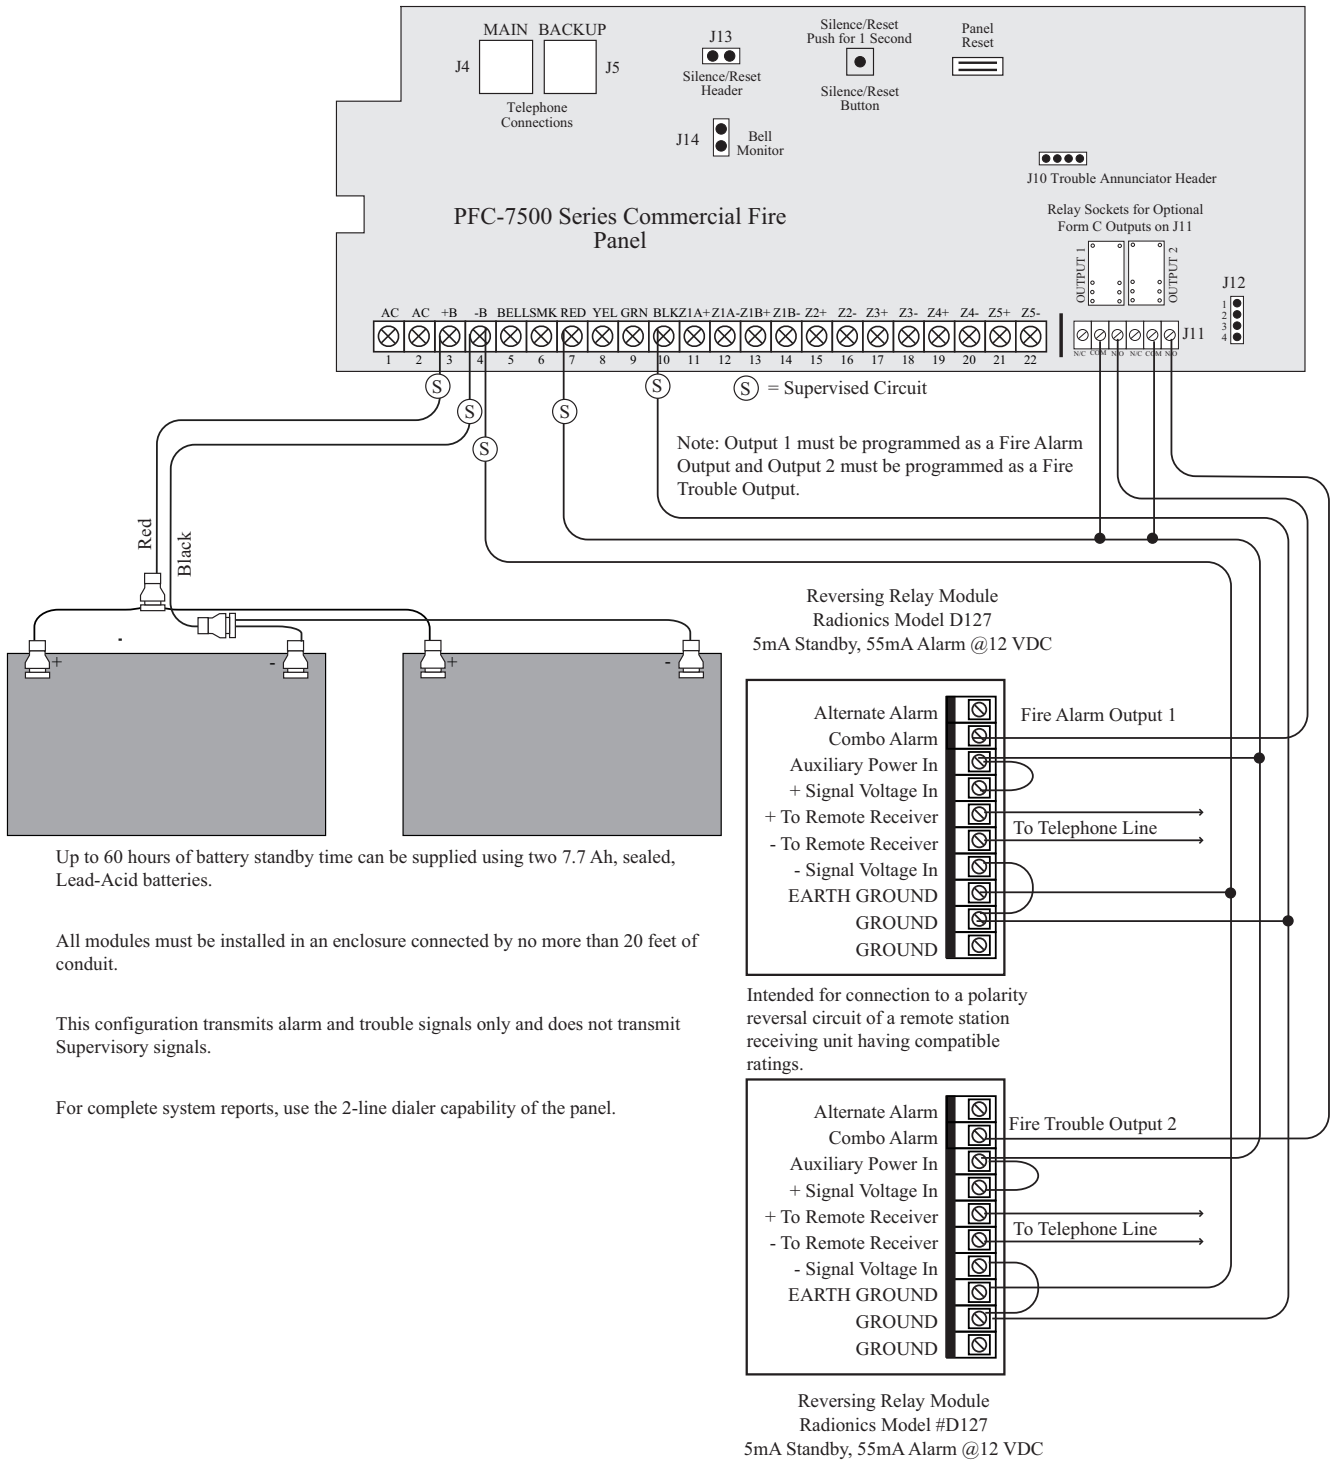 MAIN BACKUP
J4
J5
Telephone
Connections
J13
Silence/Reset
Header
J14
Bell
Monitor
Silence/Reset
Push for 1 Second
Silence/Reset
Button
Panel
Reset
J10 Trouble Annunciator Header
Relay Sockets for Optional
Form C Outputs on J11
OUTPUT 1
OUTPUT 2
J12
1
2
3
4
PFC-7500 Series Commercial Fire
Panel
AC AC +B -B BELL SMK RED YEL GRN BLK Z1A+ Z1A- Z1B+ Z1B- Z2+ Z2- Z3+ Z3- Z4+ Z4- Z5+ Z5-
1 2 3 4 5 6 7 8 9 10 11 12 13 14 15 16 17 18 19 20 21 22
J11
N/C COM N/O N/C COM N/O
S
S
S
S
S
S = Supervised Circuit
Note: Output 1 must be programmed as a Fire Alarm
Output and Output 2 must be programmed as a Fire
Trouble Output.
Red
Black
+ -
+ -
Up to 60 hours of battery standby time can be supplied using two 7.7 Ah, sealed,
Lead-Acid batteries.
All modules must be installed in an enclosure connected by no more than 20 feet of
conduit.
This configuration transmits alarm and trouble signals only and does not transmit
Supervisory signals.
For complete system reports, use the 2-line dialer capability of the panel.
Reversing Relay Module
Radionics Model D127
5mA Standby, 55mA Alarm @12 VDC
Alternate Alarm
Combo Alarm
Auxiliary Power In
+ Signal Voltage In
+ To Remote Receiver
- To Remote Receiver
- Signal Voltage In
EARTH GROUND
GROUND
GROUND
Fire Alarm Output 1
To Telephone Line
Intended for connection to a polarity
reversal circuit of a remote station
receiving unit having compatible
ratings.
Alternate Alarm
Combo Alarm
Auxiliary Power In
+ Signal Voltage In
+ To Remote Receiver
- To Remote Receiver
- Signal Voltage In
EARTH GROUND
GROUND
GROUND
Fire Trouble Output 2
To Telephone Line
Reversing Relay Module
Radionics Model #D127
5mA Standby, 55mA Alarm @12 VDC